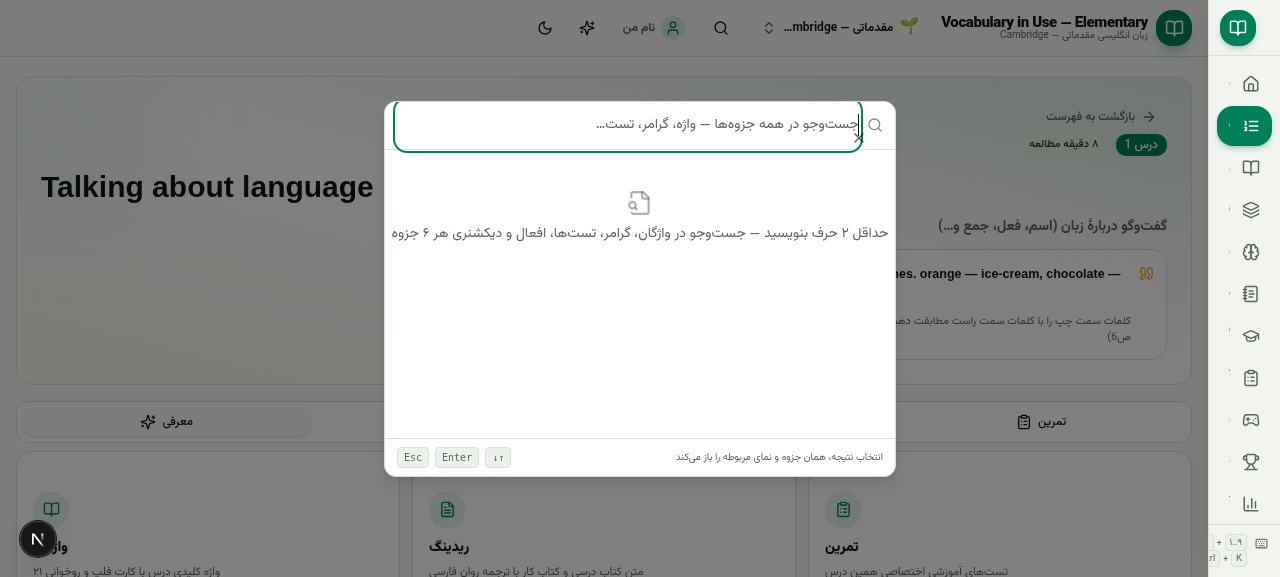 Vocabulary in Use — Elementary
زبان انگلیسی مقدماتی — Cambridge
مقدماتی — mbridge...
نام من
بازگشت به فهرست
درس 1
۸ دقیقه مطالعه
Talking about language
گفت‌وگو دربارهٔ زبان (اسم، فعل، جمع و…)
nes. orange — ice-cream, chocolate —
کلمات سمت چپ را با کلمات سمت راست مطابقت
ص6)
جست‌وجو در همه جزوه‌ها — واژه، گرامر، تست...
حداقل ۲ حرف بنویسید — جست‌وجو در واژگان، گرامر، تست‌ها، افعال و دیکشنری هر ۶ جزوه
انتخاب نتیجه، همان جزوه و نمای مربوطه را باز می‌کند
↑↓
Enter
Esc
تمرین
معرفی
تمرین
تست‌های آموزشی اختصاصی همین درس
ریدینگ
متن کتاب درسی و کتاب کار با ترجمه روان فارسی
۲۱ واژه کلیدی درس با کارت فلپ و روخوانی
+ ۱..۹
+ K